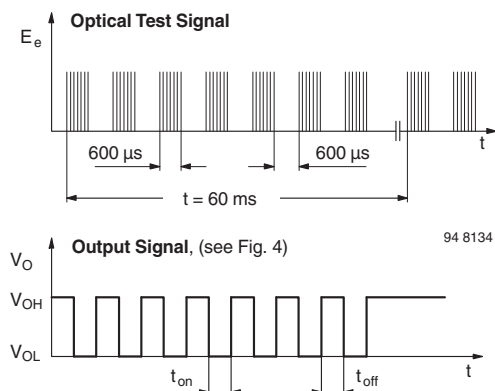 Optical Test Signal
E e
600 μs
600 μs
t
t = 60 ms
94 8134
Output Signal, (see Fig. 4)
V O
V OH
V OL
t on
t off
t